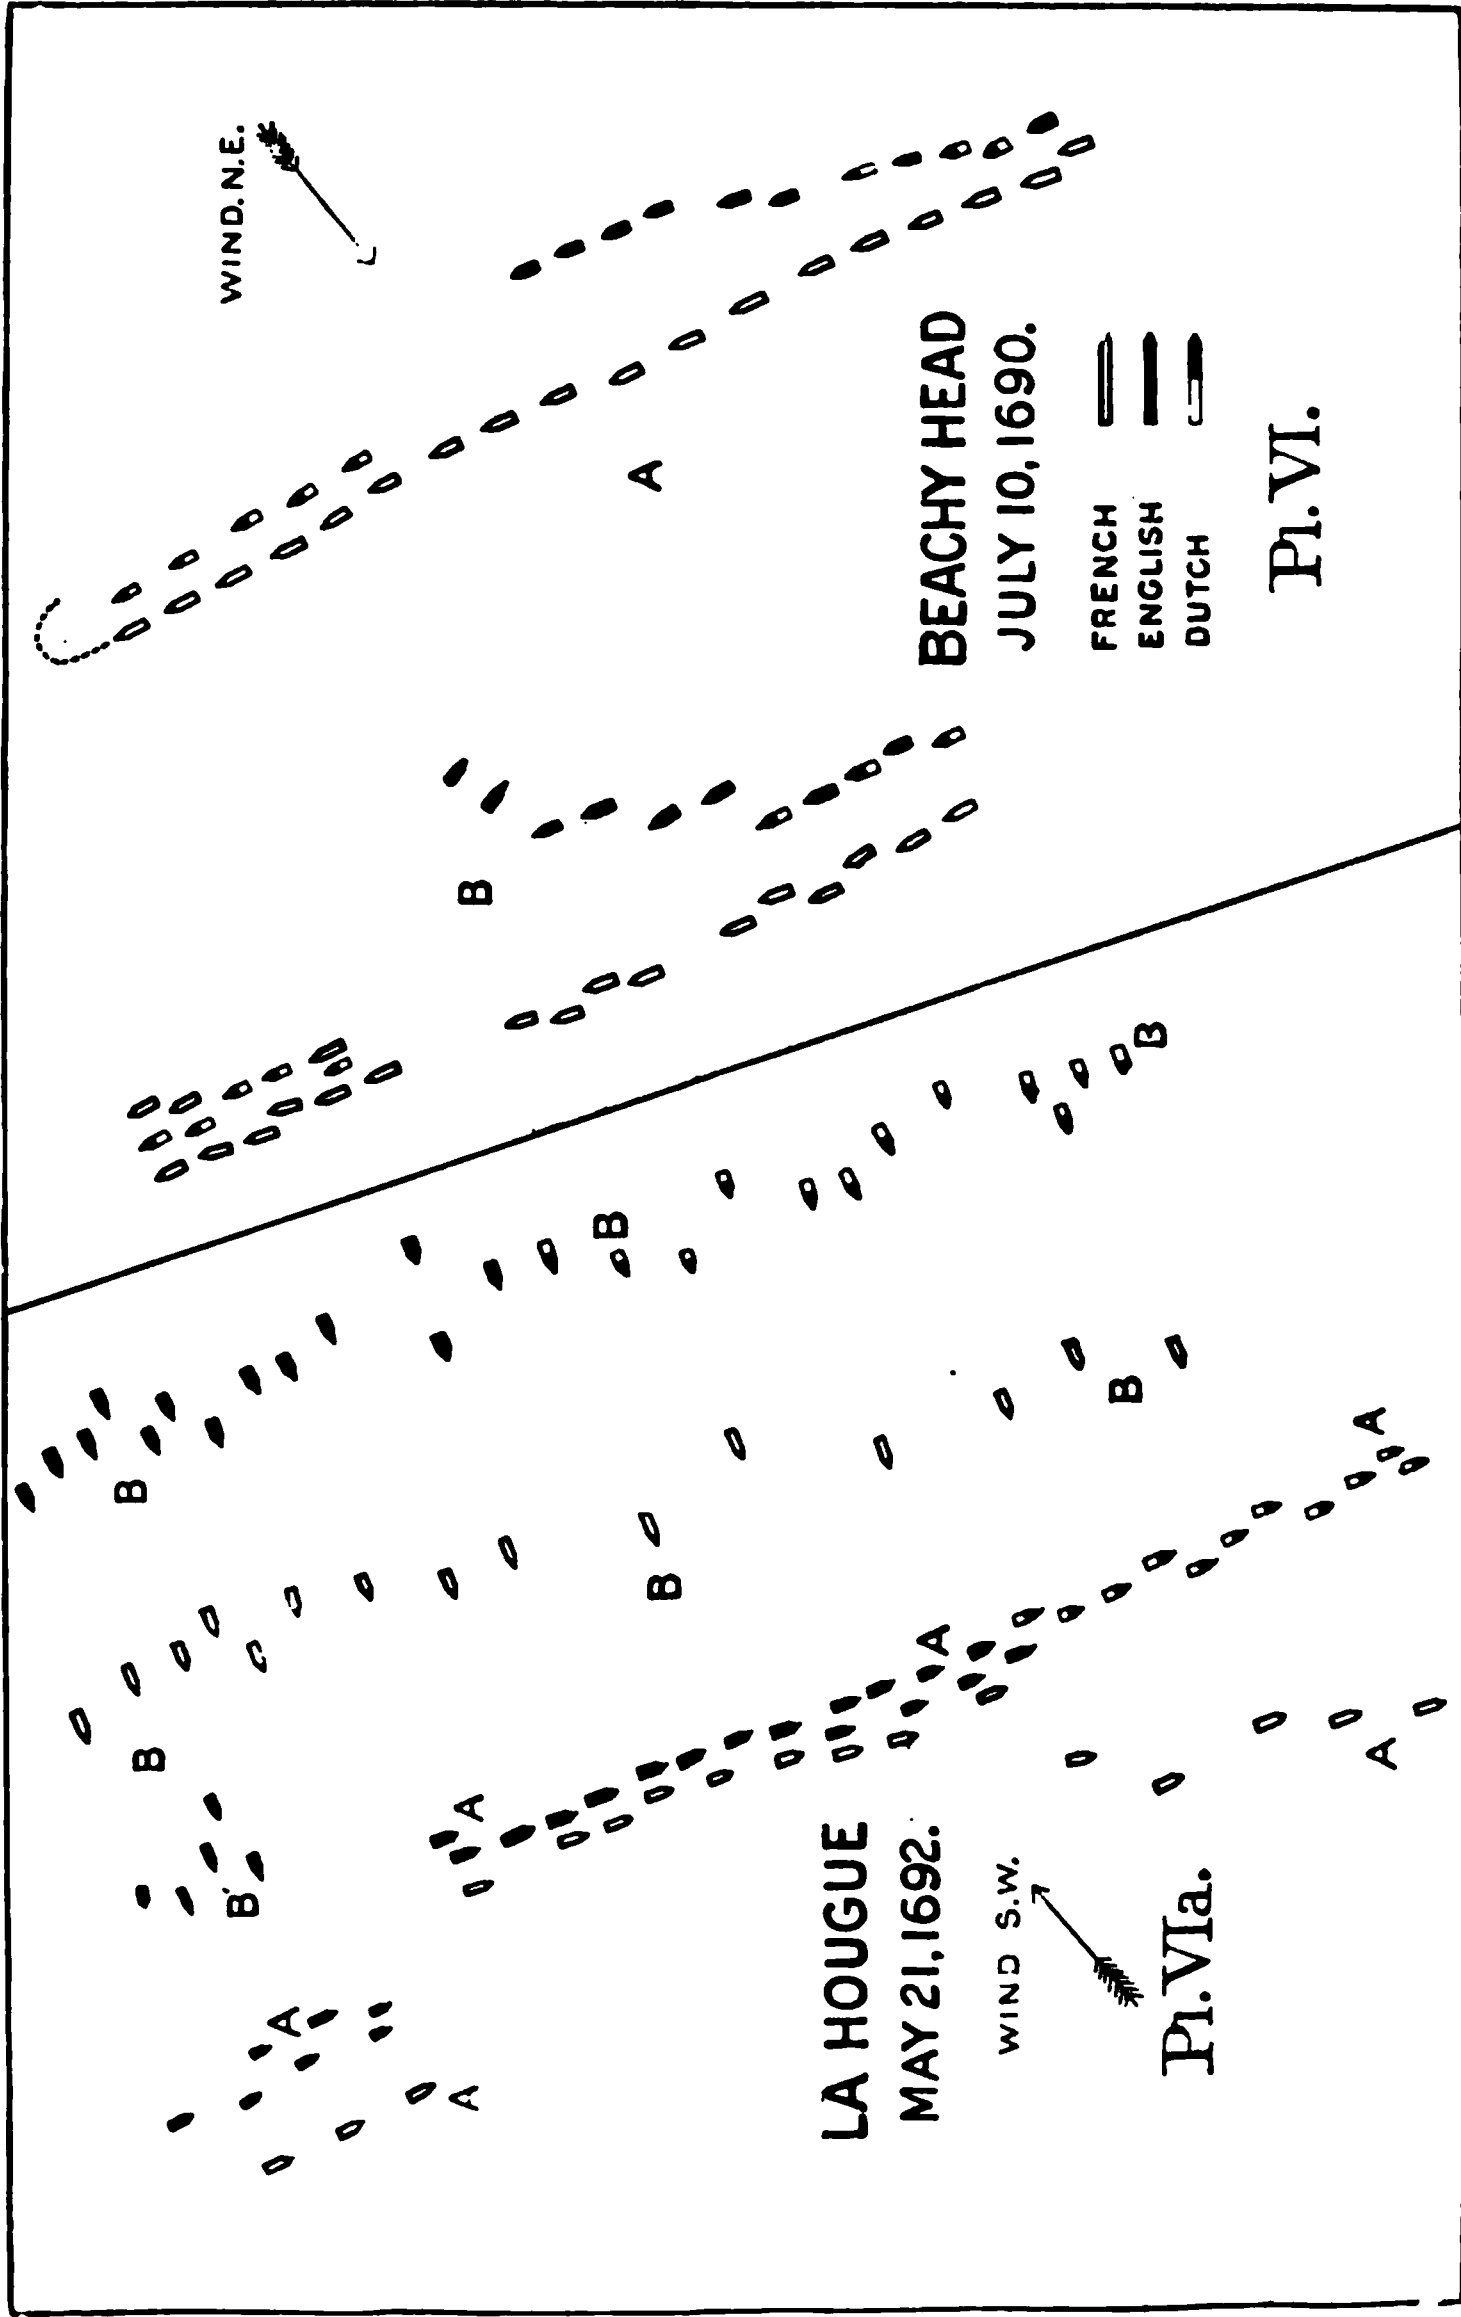 WIND. N.E.
A
BEACHY HEAD
JULY 10, 1690.
FRENCH
ENGLISH
DUTCH
Pl. VI.
B
B
B
B
B
B
B
B
B
A
A
A
A
A
A
LA HOUGUE
MAY 21, 1692.
WIND S.W.
Pl. VIa.